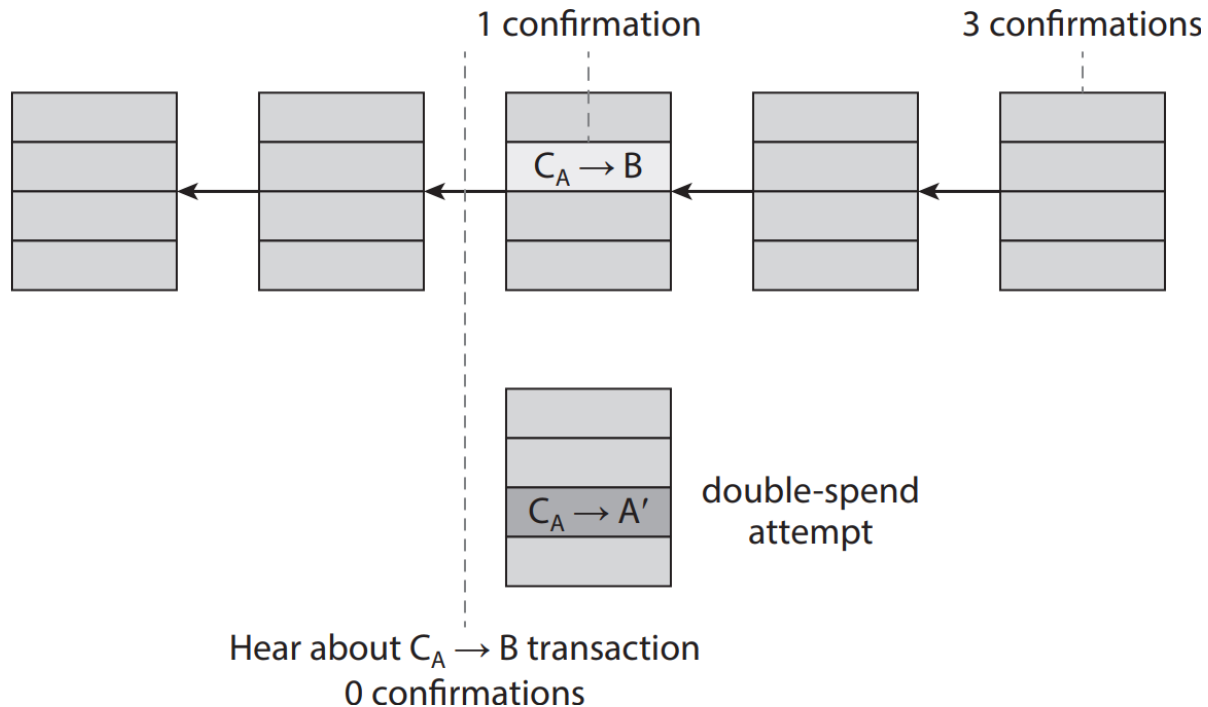 1 confirmation
3 confirmations
C_A → B
C_A → A′
double-spend
attempt
Hear about C_A → B transaction
0 confirmations